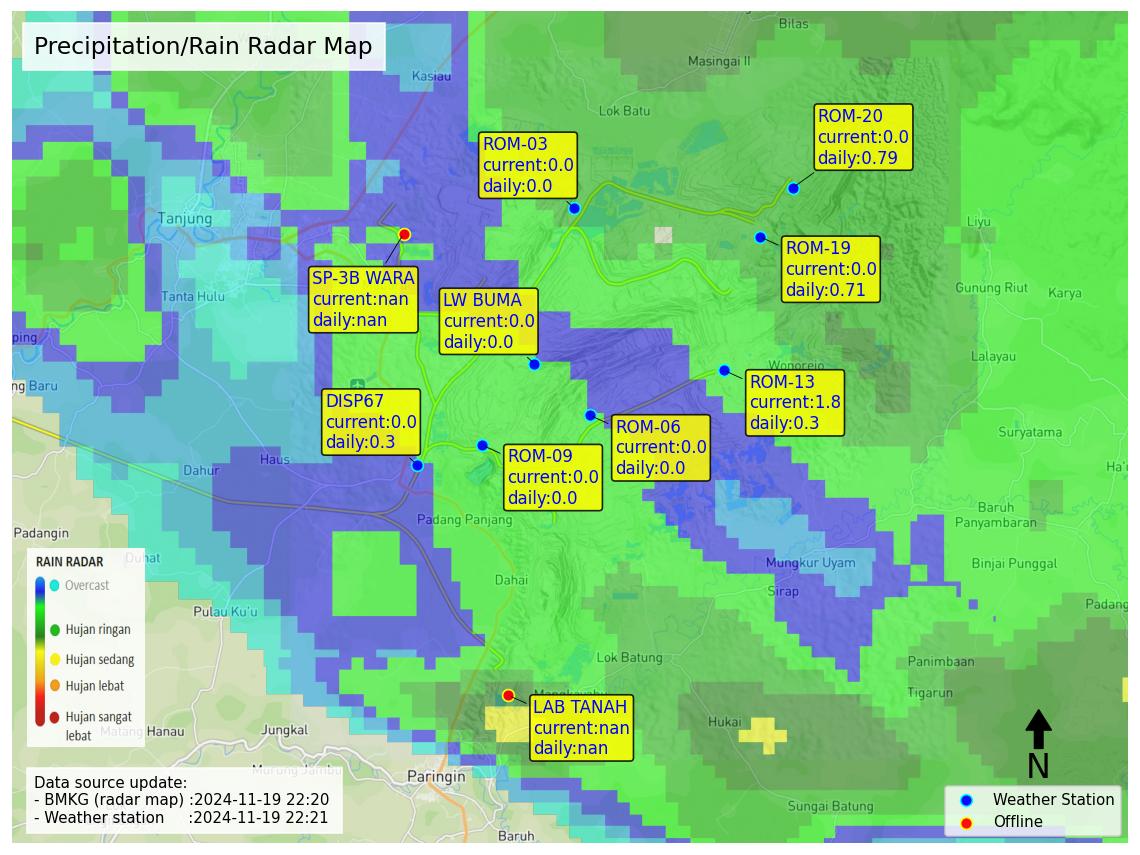 Precipitation/Rain Radar Map
Bilas
Masingai II
Kasiau
Lok Batu
ROM-20
current:0.0
daily:0.79
ROM-03
current:0.0
daily:0.0
Tanjung
Liyu
ROM-19
current:0.0
daily:0.71
SP-3B WARA
current:nan
daily:nan
Tanta Hulu
LW BUMA
current:0.0
daily:0.0
Gunung Riut
Karya
ping
Lalayau
Wonorejo
ng Baru
ROM-13
current:1.8
daily:0.3
DISP67
current:0.0
daily:0.3
ROM-06
current:0.0
daily:0.0
Suryatama
ROM-09
current:0.0
daily:0.0
Haus
Dahur
Ha'u
Baruh
Panyambaran
Padang Panjang
Padangin
Duhat
Mungkur Uyam
Binjai Punggal
Dahai
Sirap
Padang
Pulau Ku'u
RAIN RADAR
Overcast
Hujan ringan
Hujan sedang
Hujan lebat
Hujan sangat
lebat
Lok Batung
Panimbaan
Tigarun
LAB TANAH
current:nan
daily:nan
Hukai
Matang Hanau
Jungkal
Murung Jambu
Paringin
N
Data source update:
- BMKG (radar map) :2024-11-19 22:20
- Weather station :2024-11-19 22:21
Sungai Batung
Baruh
Weather Station
Offline